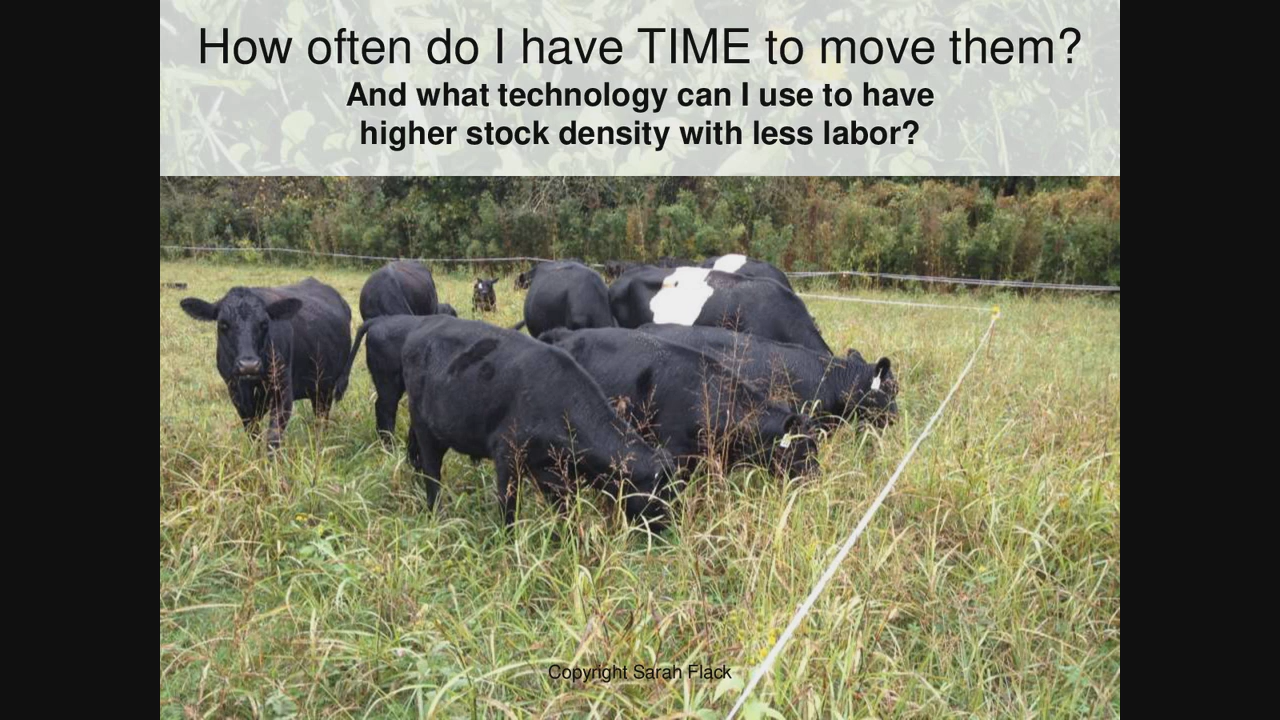 How often do I have TIME to move them?
And what technology can I use to have
higher stock density with less labor?
Copyright Sarah Flack